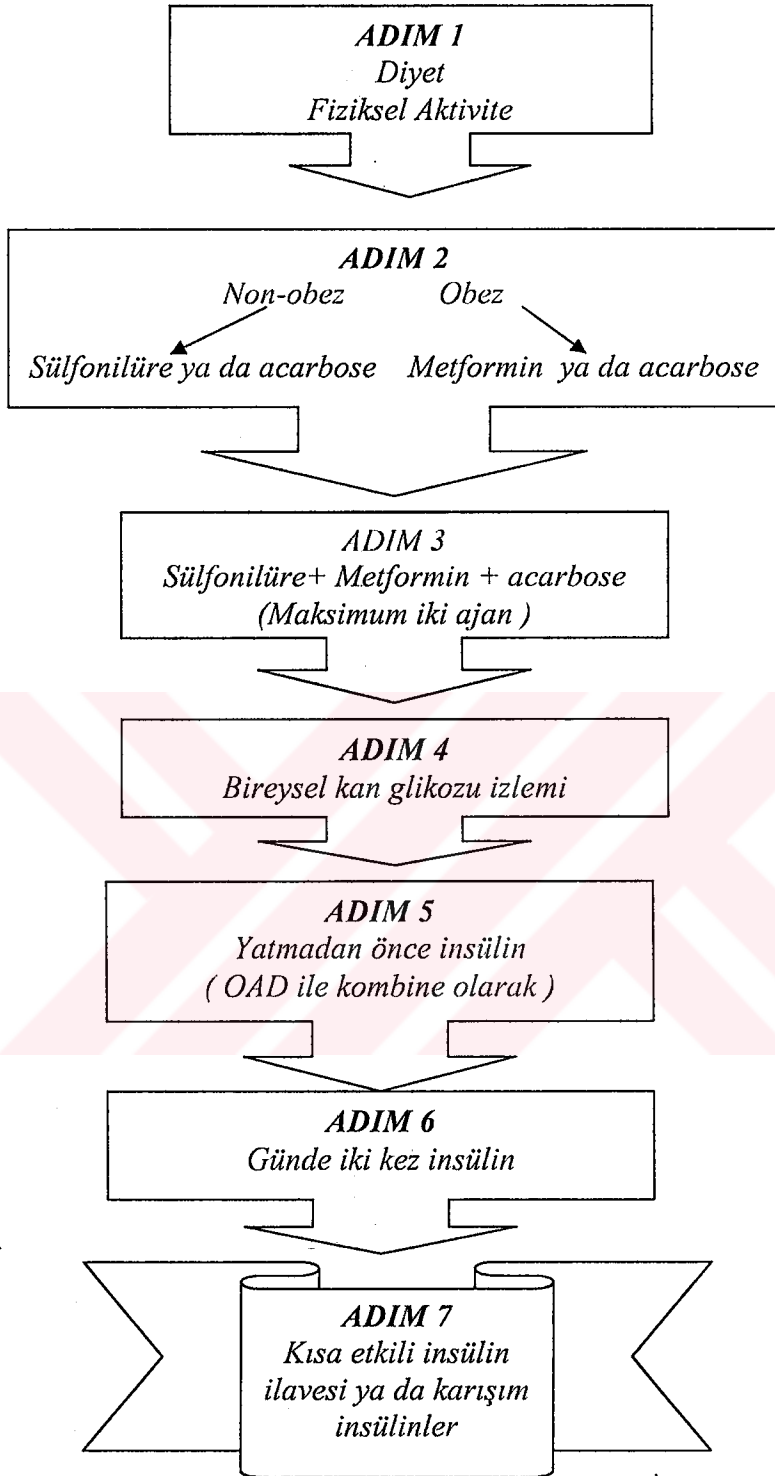 ADIM 1
Diyet
Fiziksel Aktivite
ADIM 2
Non-obez Obez
Sülfonilüre ya da acarbose Metformin ya da acarbose
ADIM 3
Sülfonilüre+ Metformin + acarbose
(Maksimum iki ajan )
ADIM 4
Bireysel kan glikozu izlemi
ADIM 5
Yatmadan önce insülin
( OAD ile kombine olarak )
ADIM 6
Günde iki kez insülin
ADIM 7
Kısa etkili insülin
ilavesi ya da karışım
insülinler